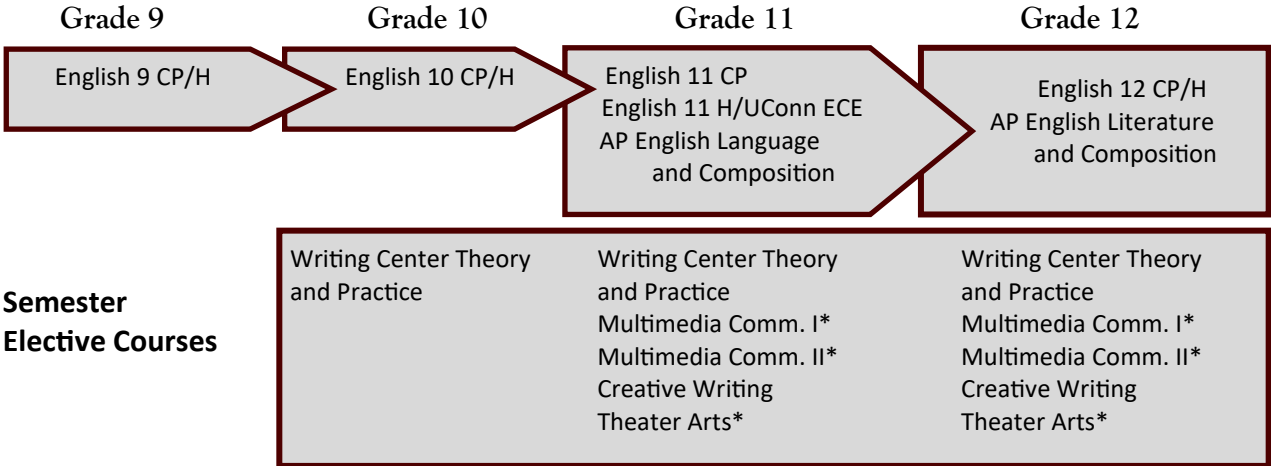 Grade 9
Grade 10
Grade 11
Grade 12
English 9 CP/H
English 10 CP/H
English 11 CP
English 11 H/UConn ECE
AP English Language
and Composition
English 12 CP/H
AP English Literature
and Composition
Semester
Elective Courses
Writing Center Theory
and Practice
Writing Center Theory
and Practice
Multimedia Comm. I*
Multimedia Comm. II*
Creative Writing
Theater Arts*
Writing Center Theory
and Practice
Multimedia Comm. I*
Multimedia Comm. II*
Creative Writing
Theater Arts*